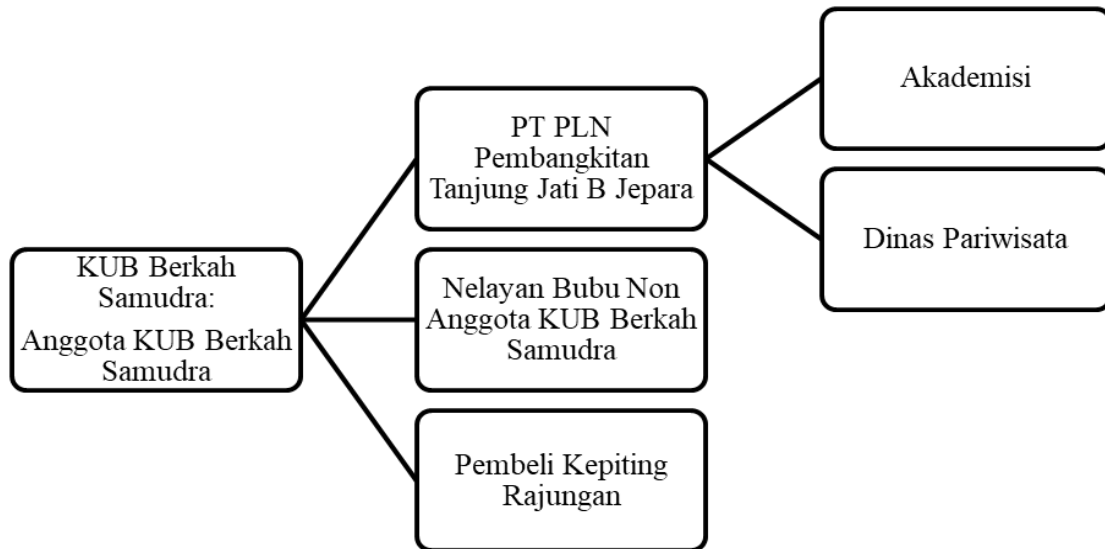 KUB Berkah
Samudra:
Anggota KUB Berkah
Samudra
PT PLN
Pembangkitan
Tanjung Jati B Jepara
Nelayan Bubu Non
Anggota KUB Berkah
Samudra
Pembeli Kepiting
Rajungan
Akademisi
Dinas Pariwisata